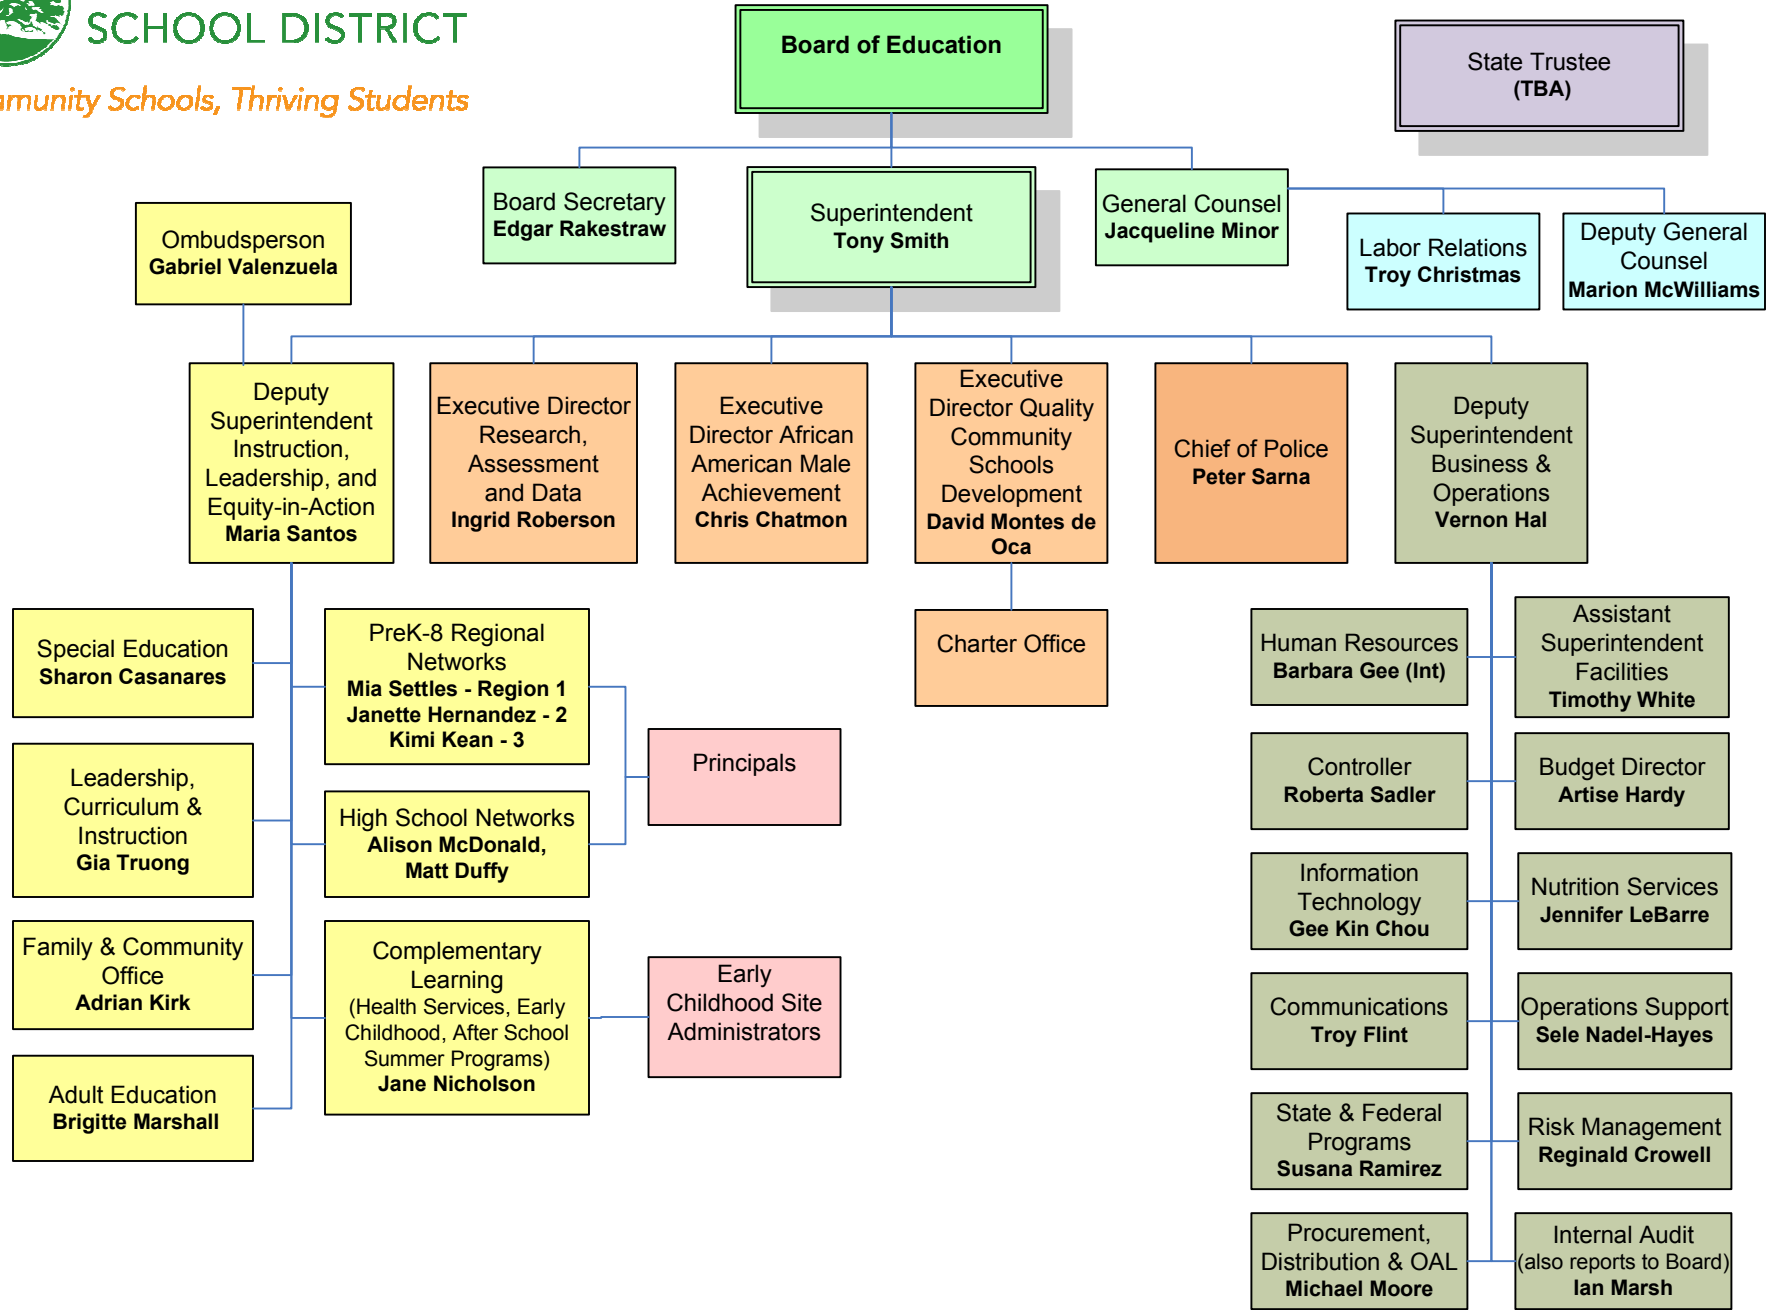 SCHOOL DISTRICT
Schools, Thriving Students
Board of Education
State Trustee
(TBA)
Board Secretary
Edgar Rakestraw
Superintendent
Tony Smith
General Counsel
Jacqueline Minor
Labor Relations
Troy Christmas
Deputy General
Counsel
Marion McWilliams
Ombudsperson
Gabriel Valenzuela
Deputy
Superintendent
Instruction,
Leadership, and
Equity-in-Action
Maria Santos
Executive Director
Research,
Assessment
and Data
Ingrid Roberson
Executive
Director African
American Male
Achievement
Chris Chatmon
Executive
Director Quality
Community
Schools
Development
David Montes de
Oca
Chief of Police
Peter Sarna
Deputy
Superintendent
Business &
Operations
Vernon Hal
Special Education
Sharon Casanares
Leadership,
Curriculum &
Instruction
Gia Truong
Family & Community
Office
Adrian Kirk
Adult Education
Brigitte Marshall
PreK-8 Regional
Networks
Mia Settles - Region 1
Janette Hernandez - 2
Kimi Kean - 3
High School Networks
Alison McDonald,
Matt Duffy
Complementary
Learning
(Health Services, Early
Childhood, After School
Summer Programs)
Jane Nicholson
Principals
Early
Childhood Site
Administrators
Charter Office
Human Resources
Barbara Gee (Int)
Assistant
Superintendent
Facilities
Timothy White
Controller
Roberta Sadler
Budget Director
Artise Hardy
Information
Technology
Gee Kin Chou
Nutrition Services
Jennifer LeBarre
Communications
Troy Flint
Operations Support
Sele Nadel-Hayes
State & Federal
Programs
Susana Ramirez
Risk Management
Reginald Crowell
Procurement,
Distribution & OAL
Michael Moore
Internal Audit
(also reports to Board)
Ian Marsh